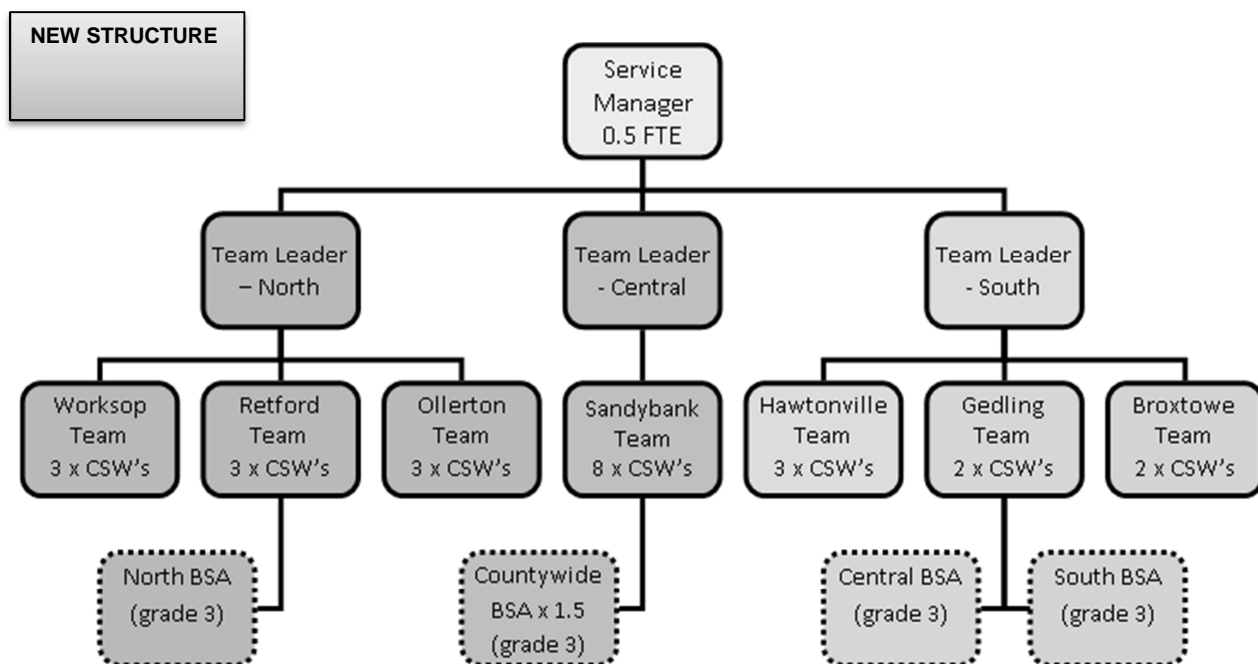 NEW STRUCTURE
Service
Manager
0.5 FTE
Team Leader
– North
Team Leader
- Central
Team Leader
- South
Worksop
Team
3 x CSW's
Retford
Team
3 x CSW's
Ollerton
Team
3 x CSW's
Sandybank
Team
8 x CSW's
Hawtonville
Team
3 x CSW's
Gedling
Team
2 x CSW's
Broxtowe
Team
2 x CSW's
North BSA
(grade 3)
Countywide
BSA x 1.5
(grade 3)
Central BSA
(grade 3)
South BSA
(grade 3)